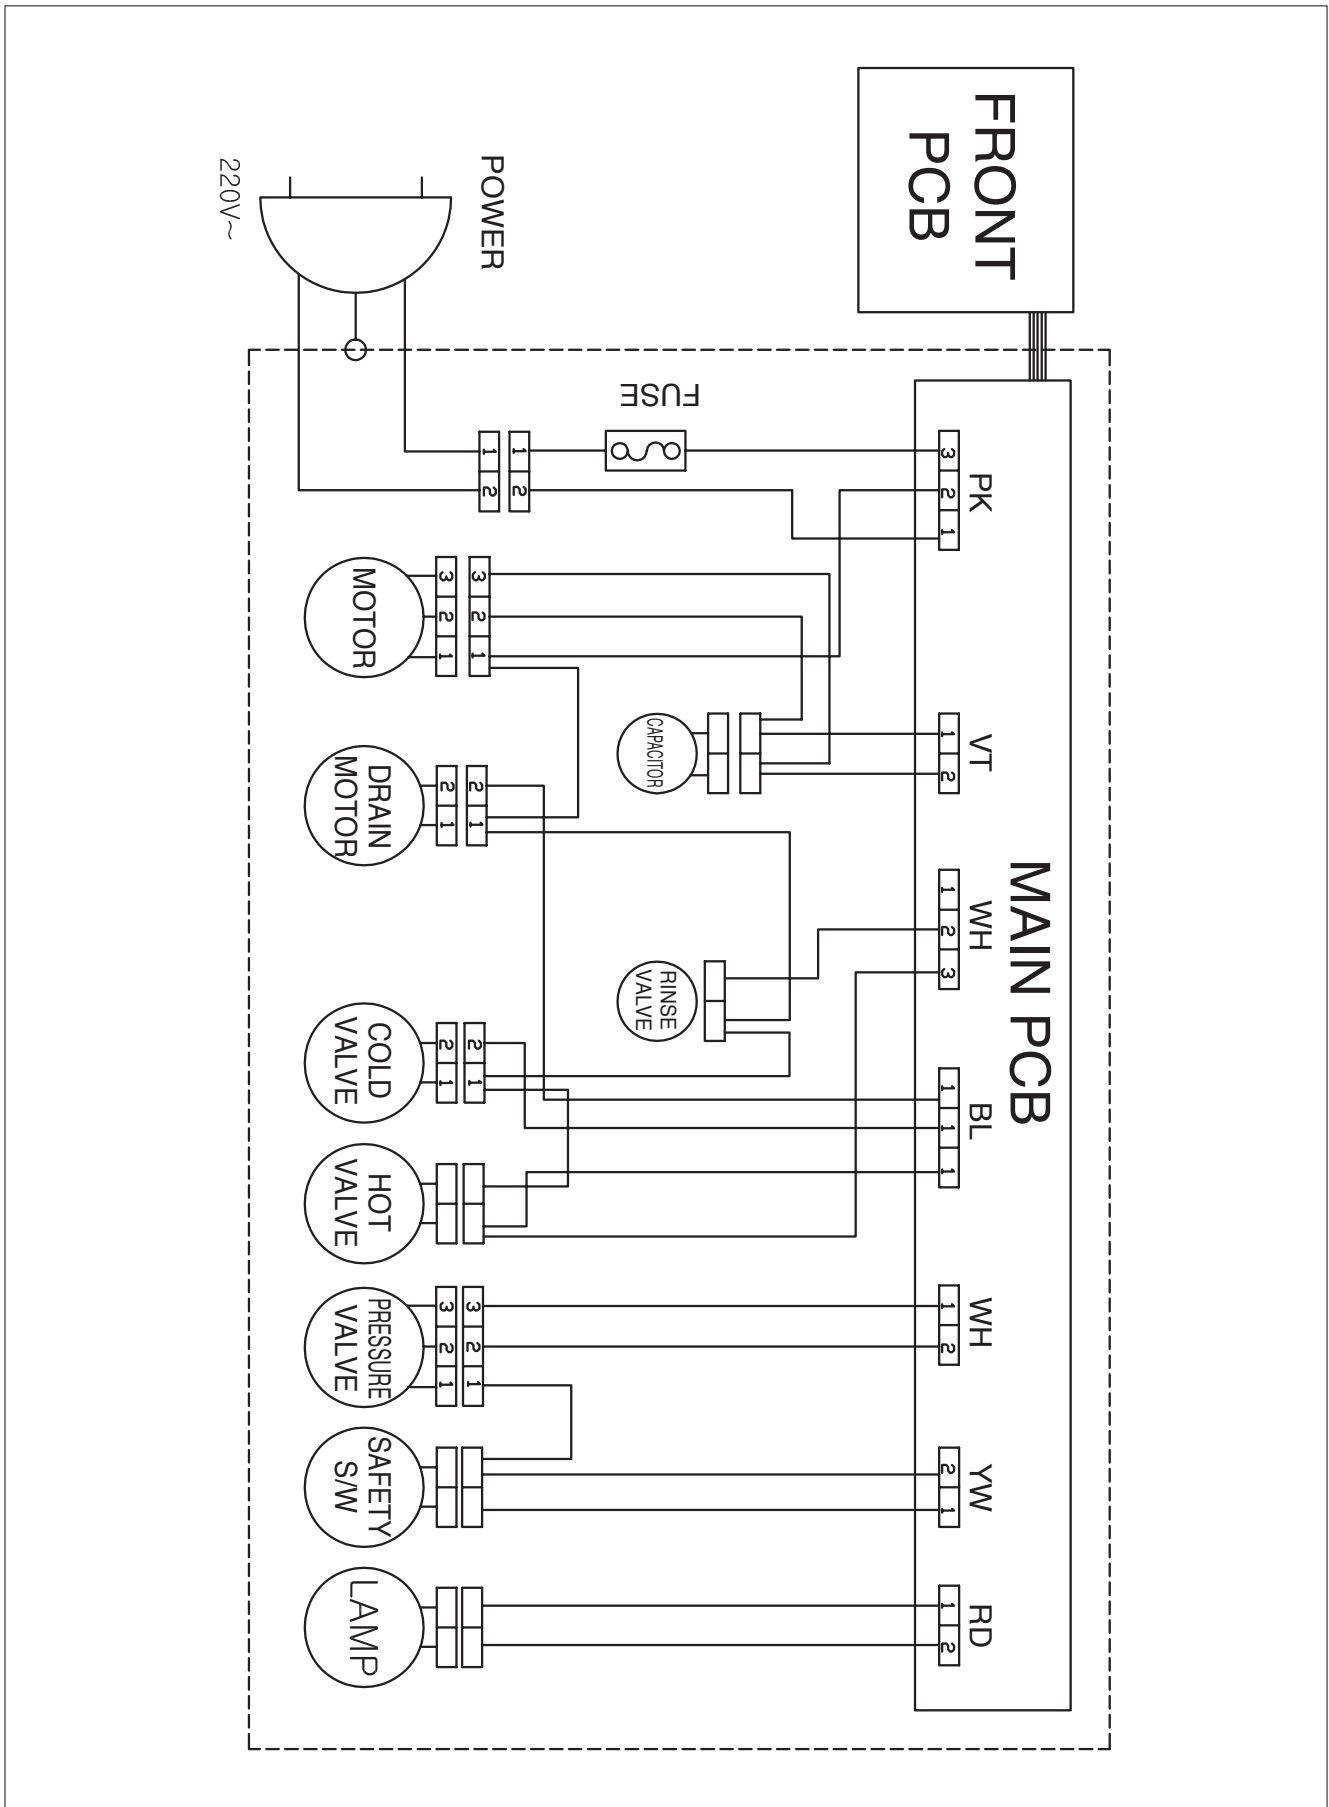 FRONT
PCB
MAIN PCB
PK
VT
WH
BL
WH
YW
RD
3 2 1
1 2
1 2 3
1 1 1
1 2
2 1
1 2
FUSE
CAPACITOR
RINSE
VALVE
POWER
220V~
1 2
1 2
3 2 1
3 2 1
MOTOR
2 1
2 1
DRAIN
MOTOR
2 1
2 1
COLD
VALVE
HOT
VALVE
3 2 1
3 2 1
PRESSURE
VALVE
SAFETY
S/W
LAMP